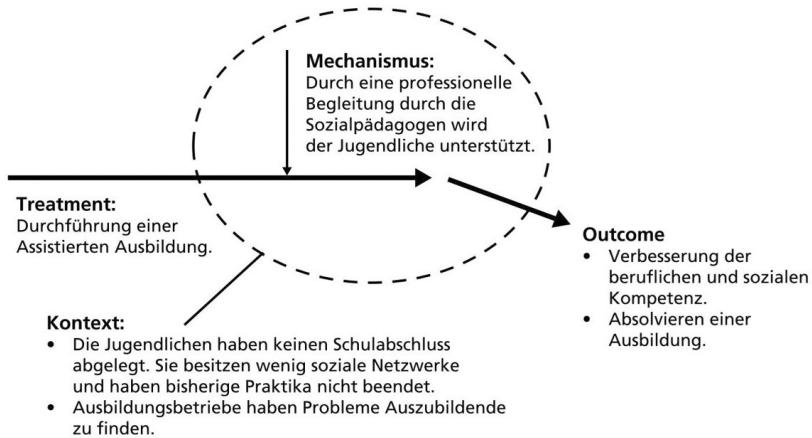 Mechanismus:
Durch eine professionelle
Begleitung durch die
Sozialpädagogen wird
der Jugendliche unterstützt.
Treatment:
Durchführung einer
Assistierten Ausbildung.
Outcome
• Verbesserung der
beruflichen und sozialen
Kompetenz.
• Absolvieren einer
Ausbildung.
Kontext:
• Die Jugendlichen haben keinen Schulabschluss
abgelegt. Sie besitzen wenig soziale Netzwerke
und haben bisherige Praktika nicht beendet.
• Ausbildungsbetriebe haben Probleme Auszubildende
zu finden.